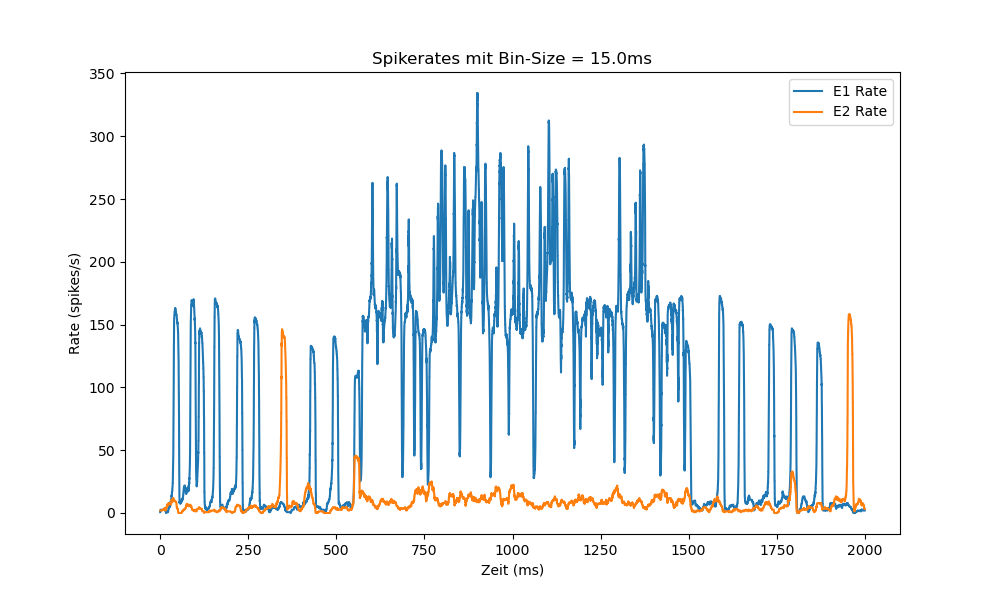 Spikerates mit Bin-Size = 15.0ms
E1 Rate
E2 Rate
Rate (spikes/s)
350
300
250
200
150
100
50
0
0 250 500 750 1000 1250 1500 1750 2000
Zeit (ms)